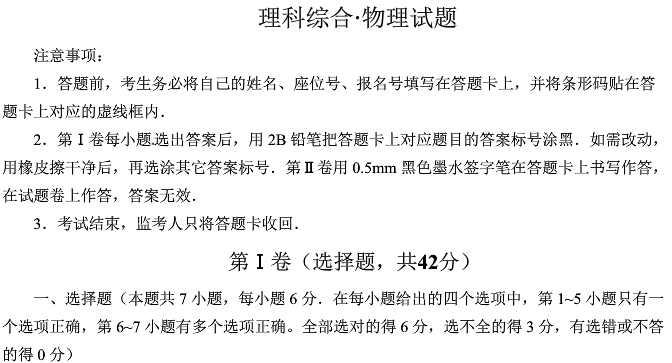 理科综合·物理试题
注意事项：
1．答题前，考生务必将自己的姓名、座位号、报名号填写在答题卡上，并将条形码贴在答
题卡上对应的虚线框内．
2．第Ⅰ卷每小题选出答案后，用 2B 铅笔把答题卡上对应题目的答案标号涂黑．如需改动，
用橡皮擦干净后，再选涂其它答案标号．第Ⅱ卷用 0.5mm 黑色墨水签字笔在答题卡上书写作答，
在试题卷上作答，答案无效．
3．考试结束，监考人只将答题卡收回．
第Ⅰ卷（选择题，共42分）
一、选择题（本题共 7 小题，每小题 6 分．在每小题给出的四个选项中，第 1~5 小题只有一
个选项正确，第 6~7 小题有多个选项正确。全部选对的得 6 分，选不全的得 3 分，有选错或不答
的得 0 分）